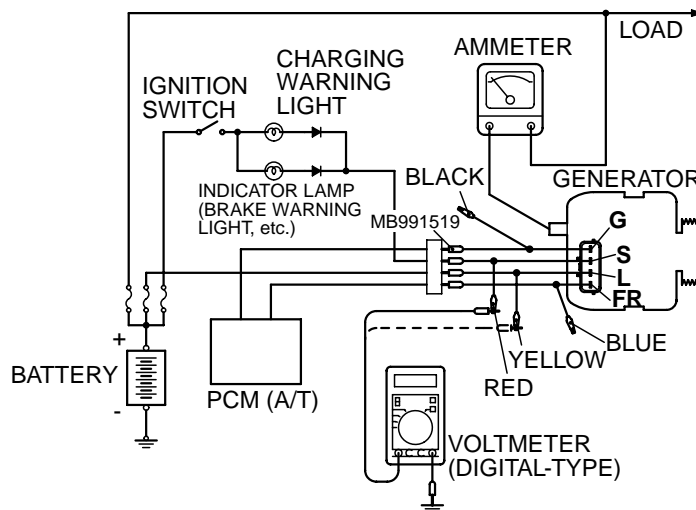 LOAD
AMMETER
CHARGING
WARNING
LIGHT
IGNITION
SWITCH
INDICATOR LAMP
(BRAKE WARNING
LIGHT, etc.)
BLACK
MB991519
GENERATOR
G
S
L
FR
BLUE
YELLOW
RED
+
BATTERY
-
PCM (A/T)
VOLTMETER
(DIGITAL-TYPE)